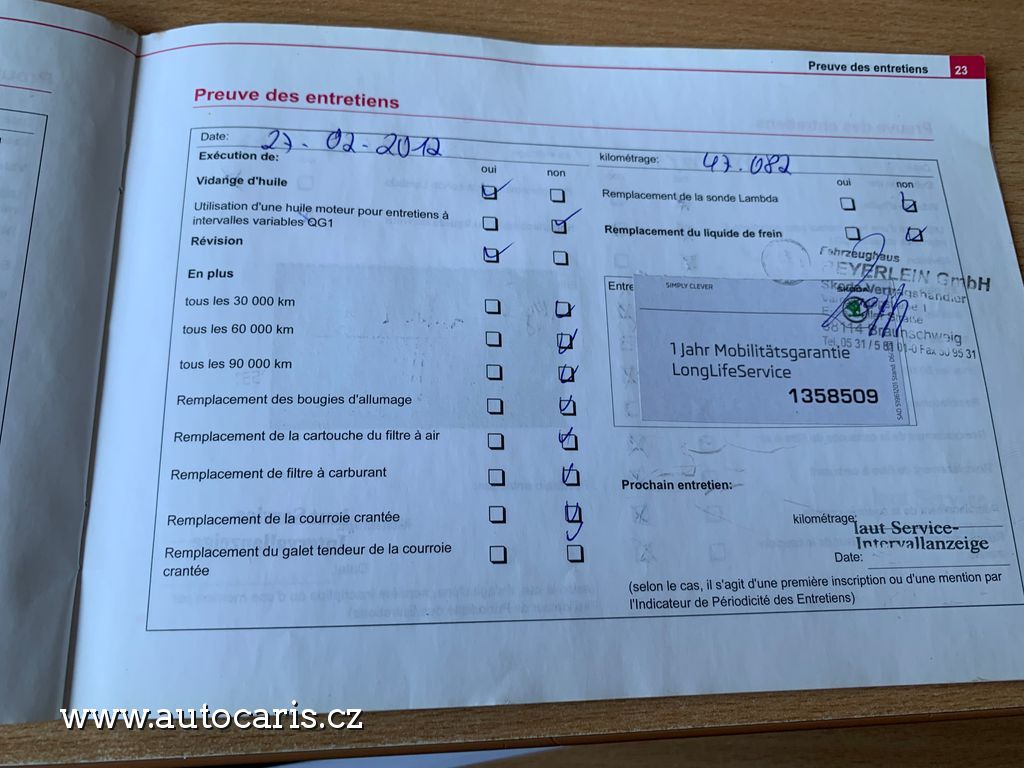 Preuve des entretiens 23
Preuve des entretiens
Date: 27-02-2012
kilométrage: 47.082
Exécution de:
oui non
Vidange d'huile
Utilisation d'une huile moteur pour entretiens à
intervalles variables QG1
Révision
En plus
tous les 30 000 km
tous les 60 000 km
tous les 90 000 km
Remplacement des bougies d'allumage
Remplacement de la cartouche du filtre à air
Remplacement de filtre à carburant
Remplacement de la courroie crantée
Remplacement du galet tendeur de la courroie
crantée
oui non
Remplacement de la sonde Lambda
Remplacement du liquide de frein
Fahrzeughaus
BEYERLEIN GmbH
Skoda-Vertragshändler
38114 Braunschweig
Entre
SIMPLY CLEVER
1 Jahr Mobilitätsgarantie
LongLifeService
1358509
Prochain entretien:
kilométrage: laut Service-
Intervallanzeige
Date:
(selon le cas, il s'agit d'une première inscription ou d'une mention par
l'Indicateur de Périodicité des Entretiens)
www.autocaris.cz